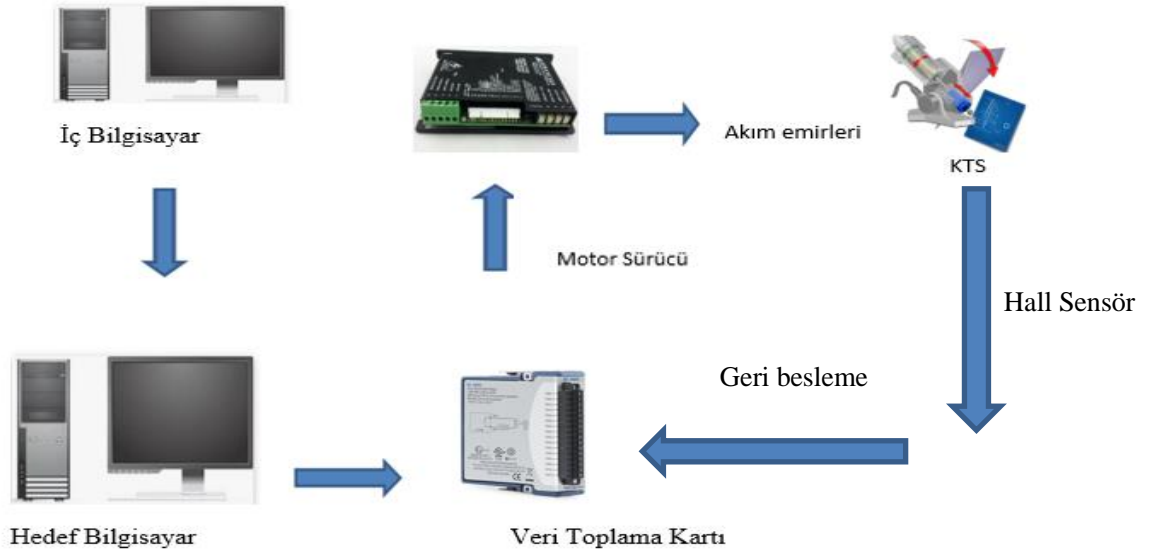 İç Bilgisayar
Akım emirleri
KTS
Motor Sürücü
Hall Sensör
Geri besleme
Hedef Bilgisayar
Veri Toplama Kartı